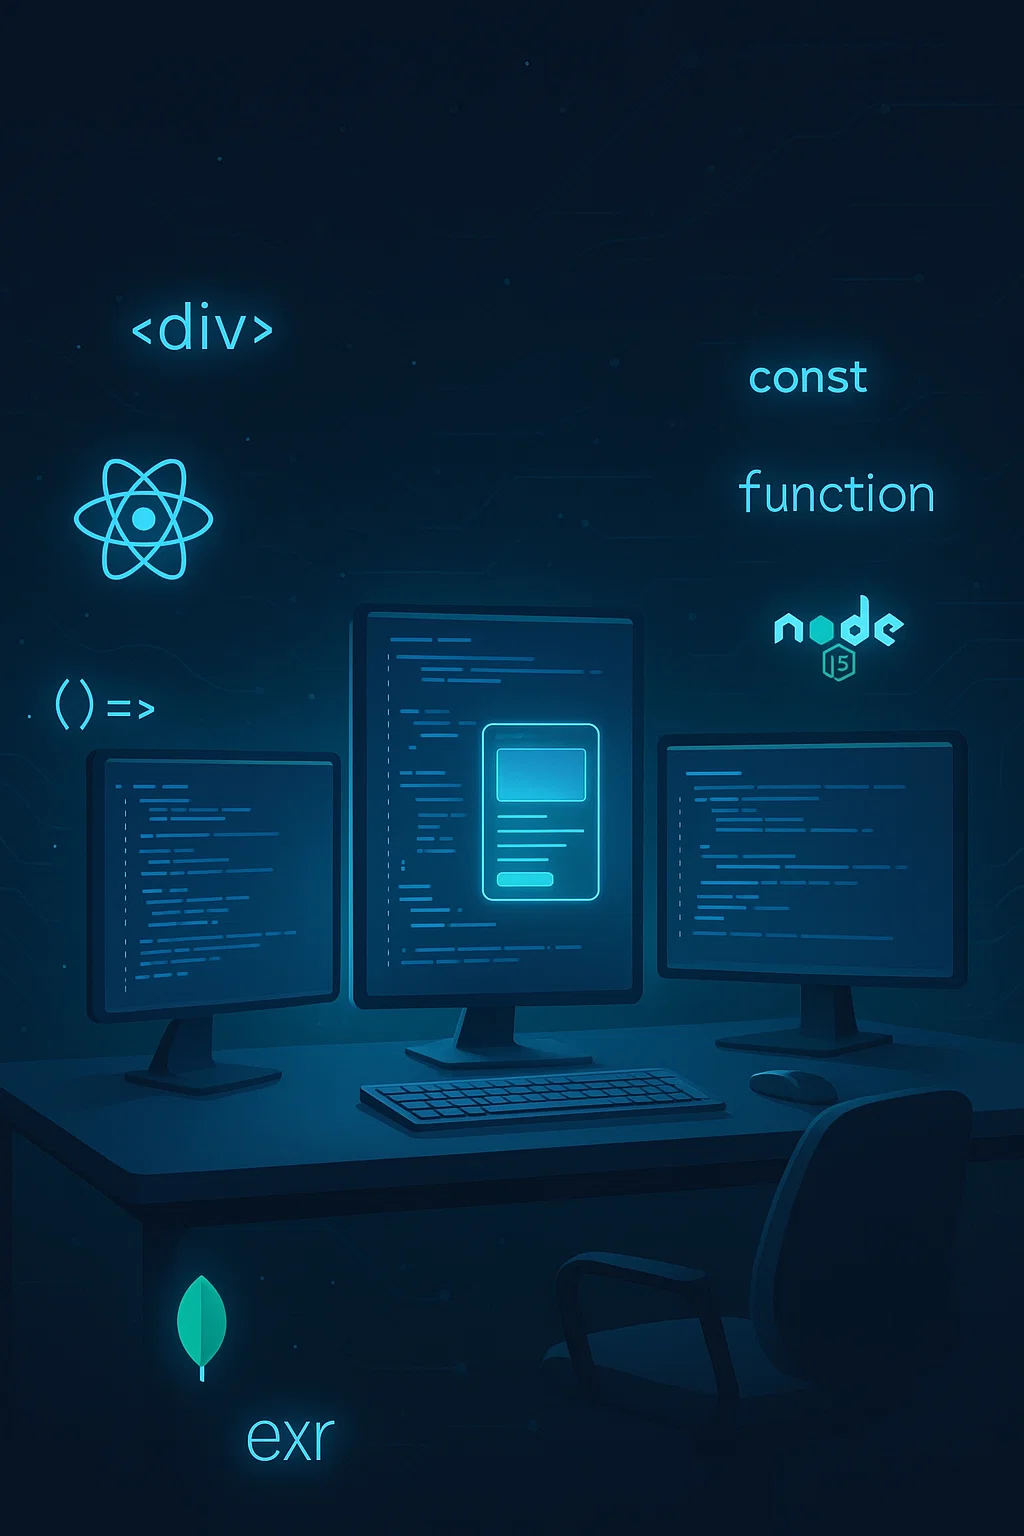 <div>
const
function
node
JS
() =>
exr